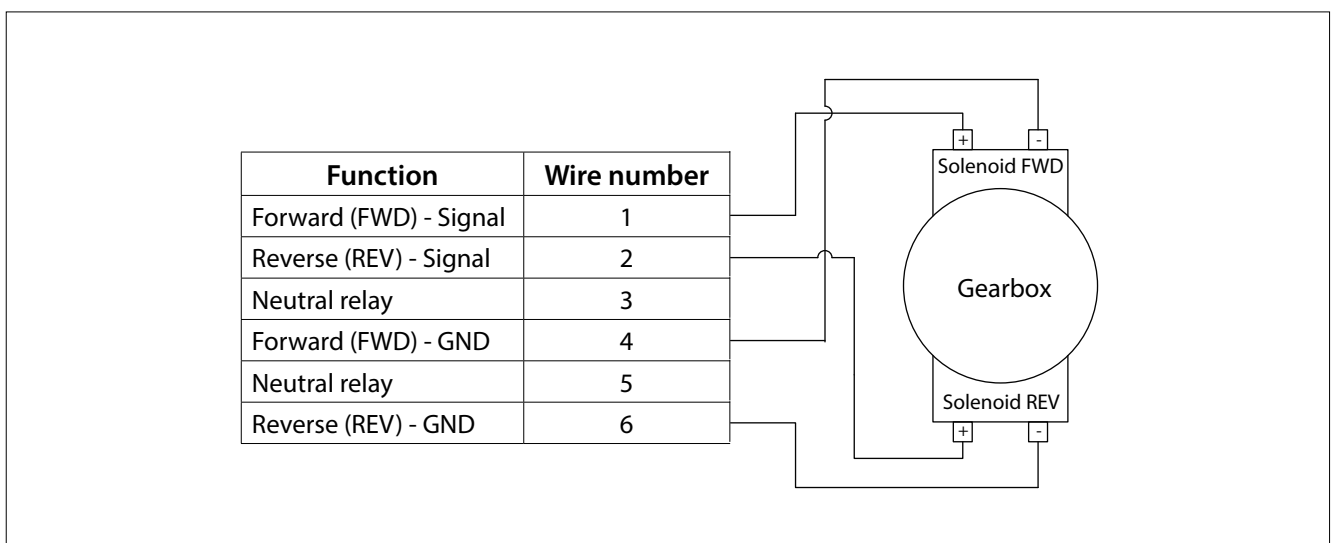 Function Wire number
Forward (FWD) - Signal 1
Reverse (REV) - Signal 2
Neutral relay 3
Forward (FWD) - GND 4
Neutral relay 5
Reverse (REV) - GND 6
+ -
Solenoid FWD
Gearbox
Solenoid REV
+ -